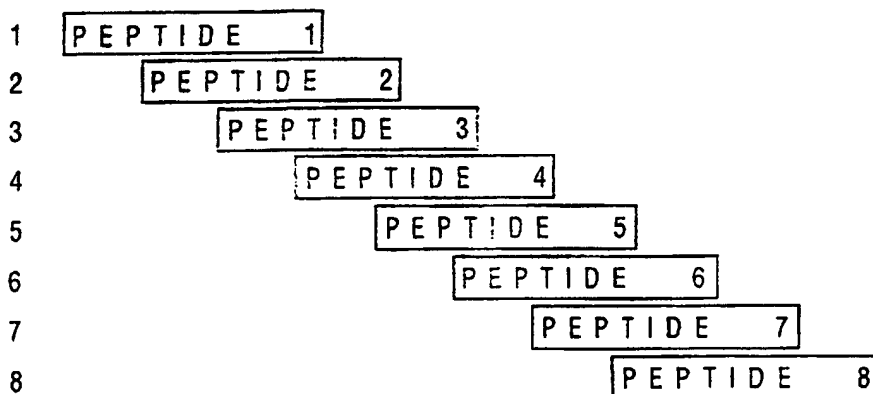 1 PEPTIDE 1
2 PEPTIDE 2
3 PEPTIDE 3
4 PEPTIDE 4
5 PEPTIDE 5
6 PEPTIDE 6
7 PEPTIDE 7
8 PEPTIDE 8